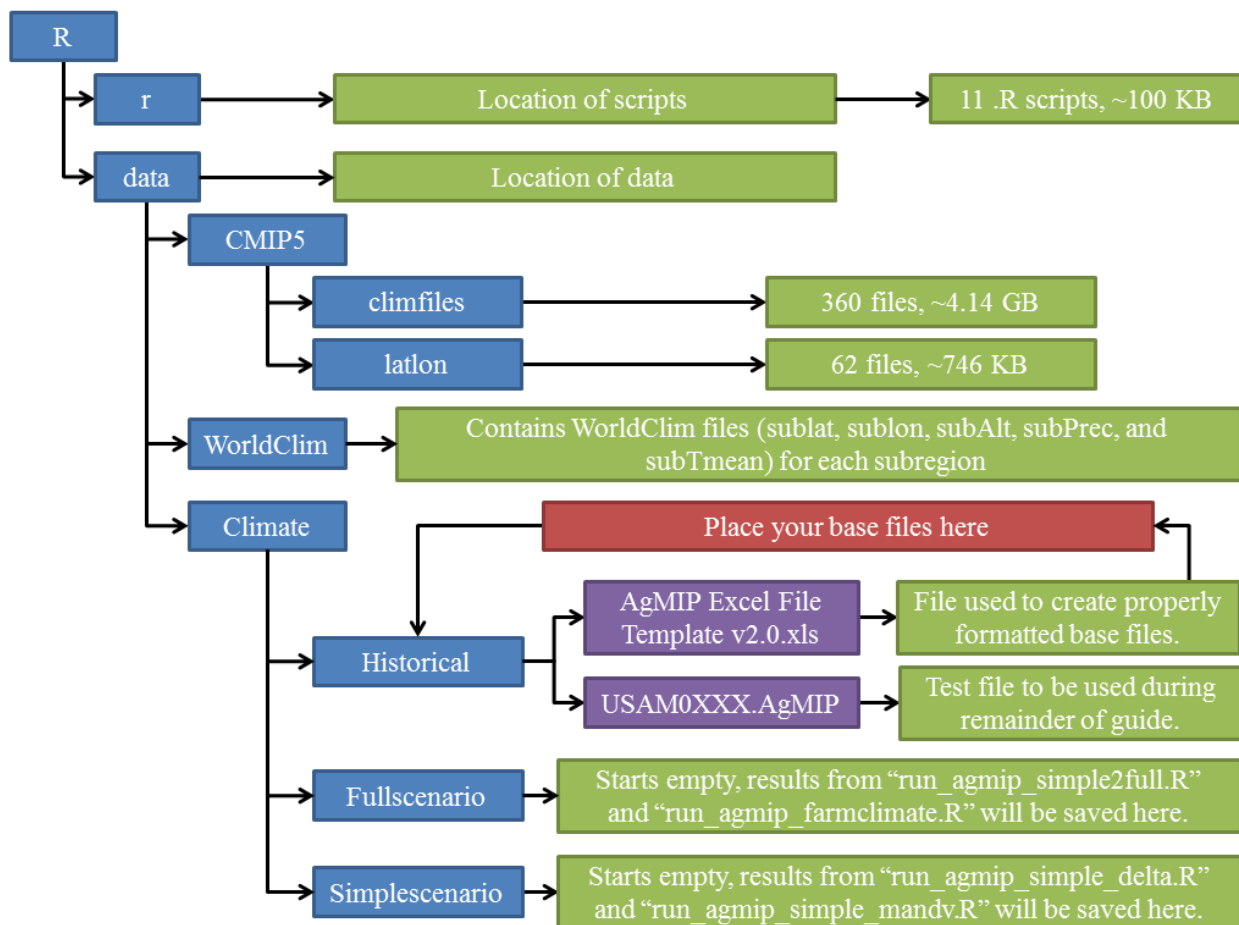 R
r
Location of scripts
11 .R scripts, ~100 KB
data
Location of data
CMIP5
climfiles
360 files, ~4.14 GB
latlon
62 files, ~746 KB
WorldClim
Contains WorldClim files (sublat, sublon, subAlt, subPrec, and
subTmean) for each subregion
Climate
Place your base files here
Historical
AgMIP Excel File
Template v2.0.xls
File used to create properly
formatted base files.
USAM0XXX.AgMIP
Test file to be used during
remainder of guide.
Fullscenario
Starts empty, results from “run_agmip_simple2full.R”
and “run_agmip_farmclimate.R” will be saved here.
Simplescenario
Starts empty, results from “run_agmip_simple_delta.R”
and “run_agmip_simple_mandv.R” will be saved here.